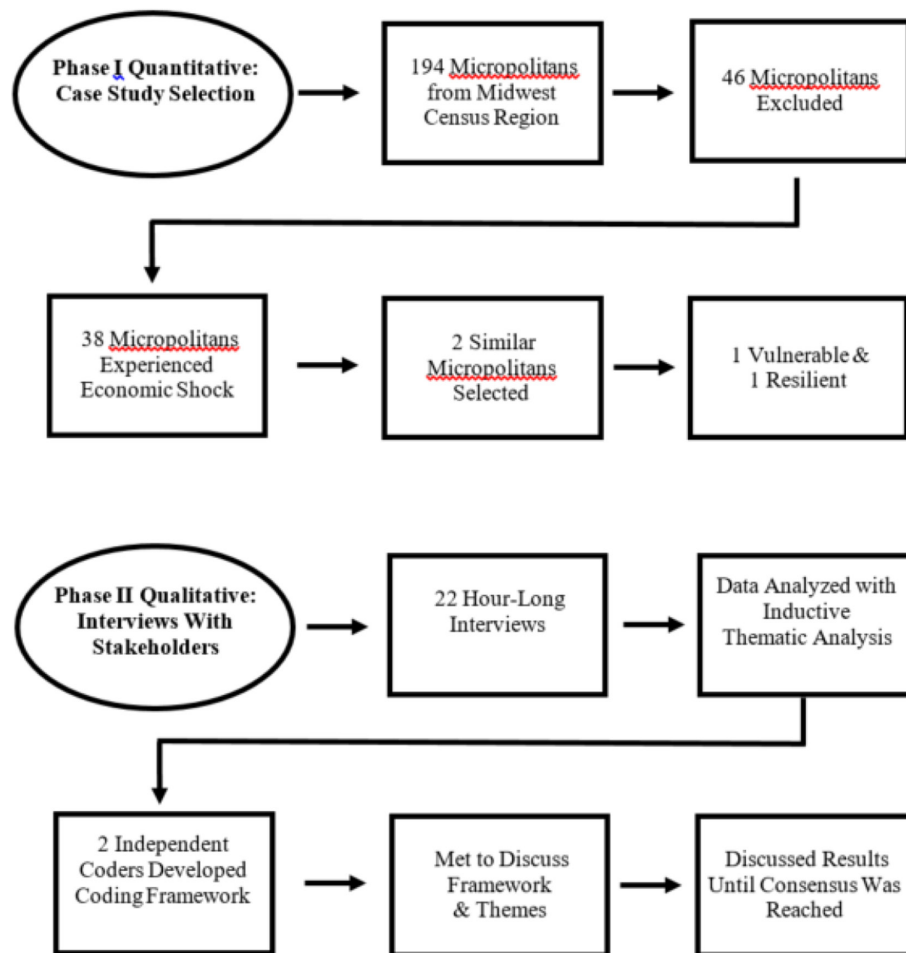 Phase I Quantitative:
Case Study Selection
194 Micropolitans
from Midwest
Census Region
46 Micropolitans
Excluded
38 Micropolitans
Experienced
Economic Shock
2 Similar
Micropolitans
Selected
1 Vulnerable &
1 Resilient
Phase II Qualitative:
Interviews With
Stakeholders
22 Hour-Long
Interviews
Data Analyzed with
Inductive
Thematic Analysis
2 Independent
Coders Developed
Coding Framework
Met to Discuss
Framework
& Themes
Discussed Results
Until Consensus Was
Reached